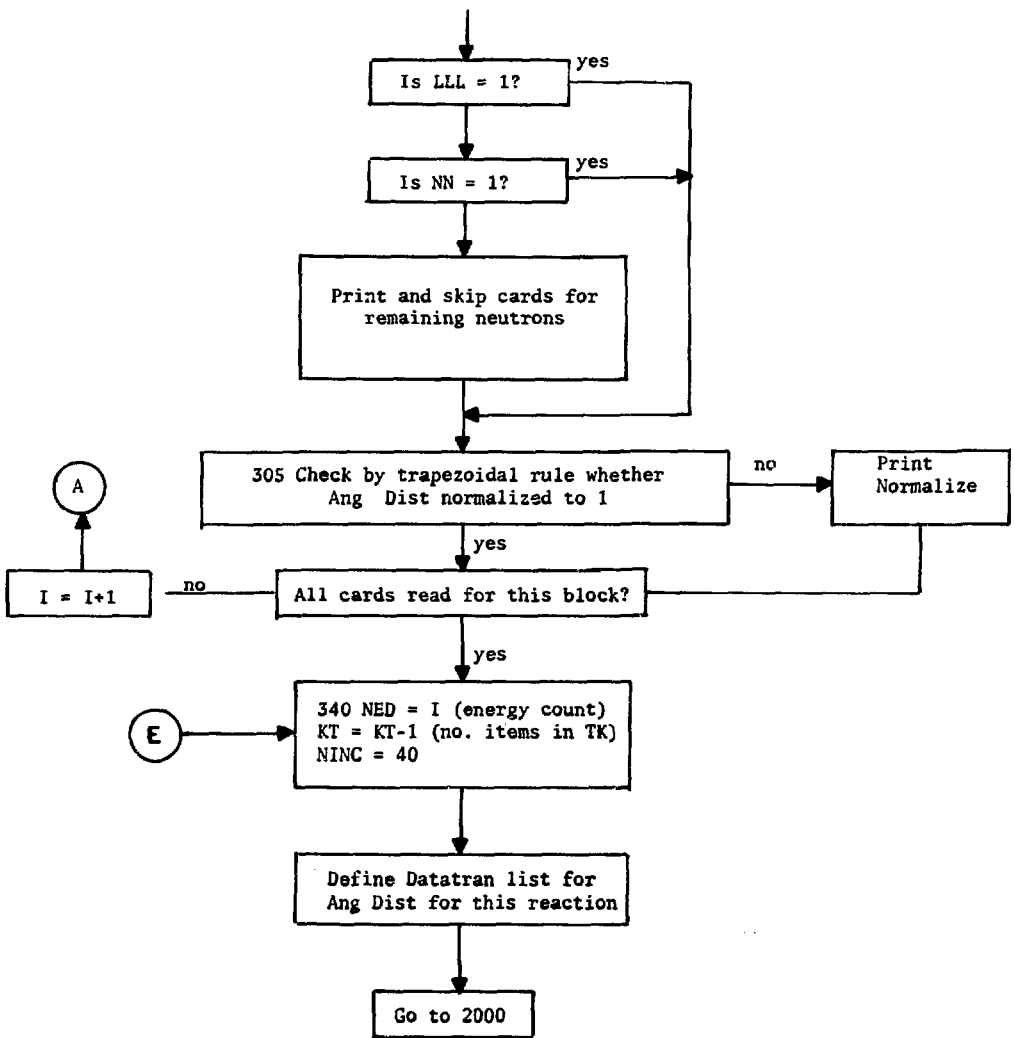 yes
Is LLL = 1?
yes
Is NN = 1?
Print and skip cards for
remaining neutrons
305 Check by trapezoidal rule whether
Ang Dist normalized to 1
no
Print
Normalize
A
yes
I = I+1
no
All cards read for this block?
yes
E
340 NED = I (energy count)
KT = KT-1 (no. items in TK)
NINC = 40
Define Datatran list for
Ang Dist for this reaction
Go to 2000